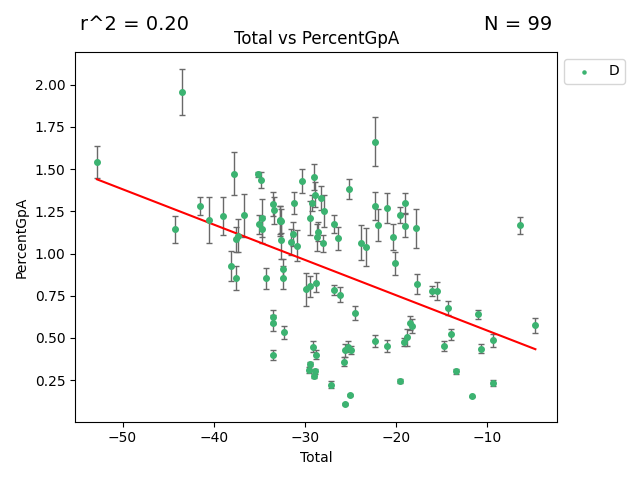 r^2 = 0.20 N = 99
Total vs PercentGpA
D
2.00
1.75
1.50
1.25
1.00
0.75
0.50
0.25
PercentGpA
−50 −40 −30 −20 −10
Total